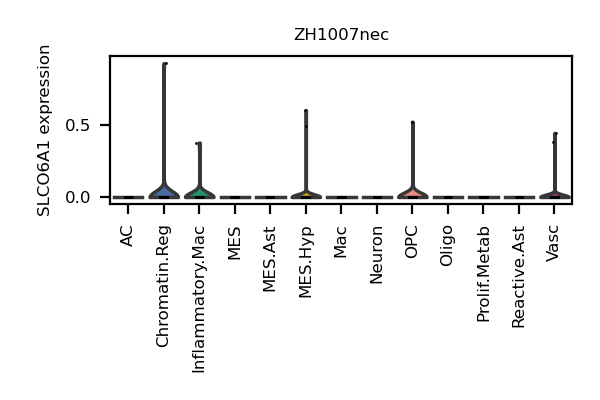 ZH1007nec
SLCO6A1 expression
0.5
0.0
AC
Chromatin.Reg
Inflammatory.Mac
MES
MES.Ast
MES.Hyp
Mac
Neuron
OPC
Oligo
Prolif.Metab
Reactive.Ast
Vasc